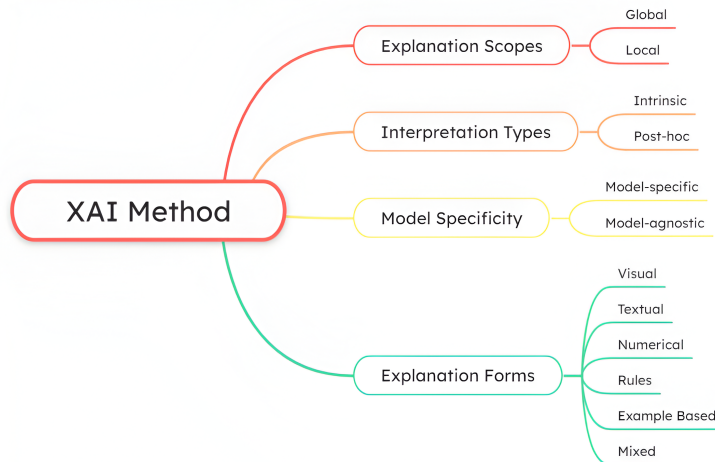 XAI Method
Explanation Scopes
Global
Local
Interpretation Types
Intrinsic
Post-hoc
Model Specificity
Model-specific
Model-agnostic
Explanation Forms
Visual
Textual
Numerical
Rules
Example Based
Mixed